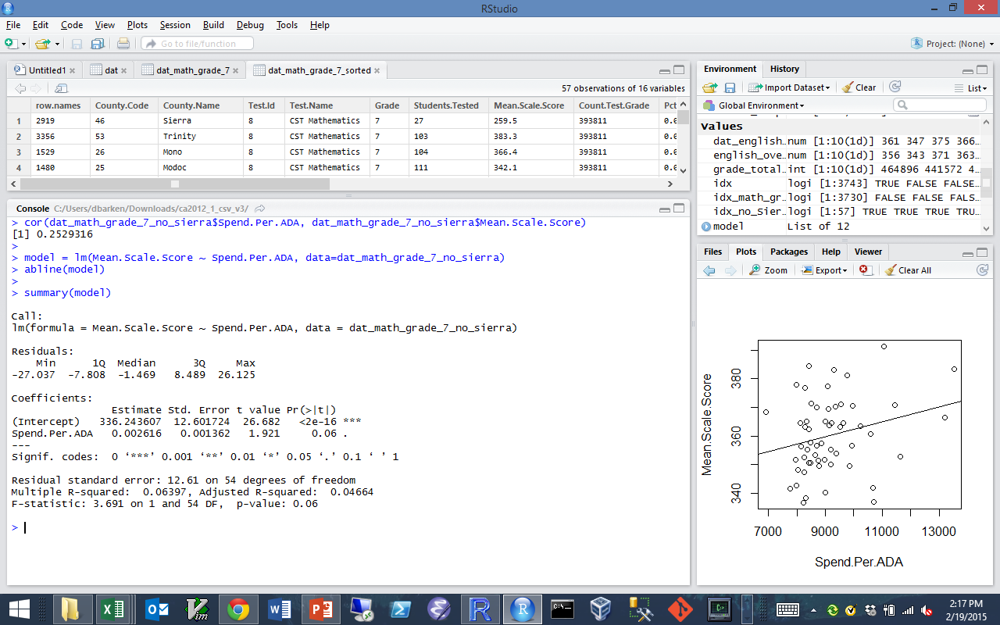 RStudio
File Edit Code View Plots Session Build Debug Tools Help
Go to file/function
Project: (None)
Untitled1 dat dat_math_grade_7 dat_math_grade_7_sorted
57 observations of 16 variables
row.names County.Code County.Name Test.Id Test.Name Grade Students.Tested Mean.Scale.Score Count.Test.Grade Pct
1 2919 46 Sierra 8 CST Mathematics 7 27 259.5 393811 0.0
2 3356 53 Trinity 8 CST Mathematics 7 103 383.3 393811 0.0
3 1529 26 Mono 8 CST Mathematics 7 104 366.4 393811 0.0
4 1480 25 Modoc 8 CST Mathematics 7 111 342.1 393811 0.0
Console C:/Users/dbarken/Downloads/ca2012_1_csv_v3/
> cor(dat_math_grade_7_no_sierra$Spend.Per.ADA, dat_math_grade_7_no_sierra$Mean.Scale.Score)
[1] 0.2529316
>
> model = lm(Mean.Scale.Score ~ Spend.Per.ADA, data=dat_math_grade_7_no_sierra)
> abline(model)
>
> summary(model)
Call:
lm(formula = Mean.Scale.Score ~ Spend.Per.ADA, data = dat_math_grade_7_no_sierra)
Residuals:
Min 1Q Median 3Q Max
-27.037 -7.808 -1.469 8.489 26.125
Coefficients:
Estimate Std. Error t value Pr(>|t|)
(Intercept) 336.243607 12.601724 26.682 <2e-16 ***
Spend.Per.ADA 0.002616 0.001362 1.921 0.06 .
---
Signif. codes: 0 ‘***’ 0.001 ‘**’ 0.01 ‘*’ 0.05 ‘.’ 0.1 ‘ ’ 1
Residual standard error: 12.61 on 54 degrees of freedom
Multiple R-squared: 0.06397, Adjusted R-squared: 0.04664
F-statistic: 3.691 on 1 and 54 DF, p-value: 0.06
>
Environment History
Import Dataset Clear List
Global Environment
Values
dat_english… num [1:10(1d)] 361 347 375 366…
english_ove… num [1:10(1d)] 356 343 371 363…
grade_total… int [1:10(1d)] 464896 441572 4…
idx logi [1:3743] TRUE FALSE FALSE…
idx_math_gr… logi [1:3730] FALSE FALSE FALS…
idx_no_Sier… logi [1:57] TRUE TRUE TRUE TRU…
model List of 12
Files Plots Packages Help Viewer
Zoom Export Clear All
Mean.Scale.Score
380
360
340
7000 9000 11000 13000
Spend.Per.ADA
2:17 PM
2/19/2015